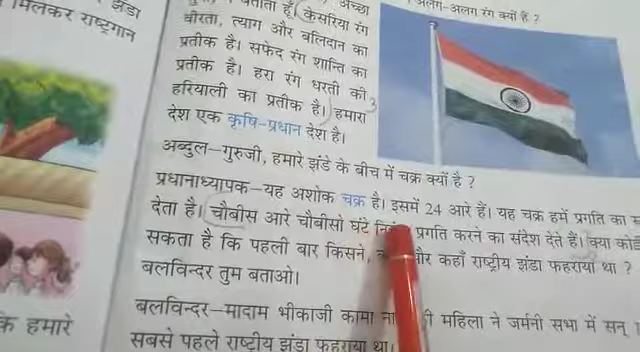 झंडा
मिलकर राष्ट्रगान
के हमारे
अलग-अलग रंग क्यों हैं ?
बताता हूँ। केसरिया रंग
वीरता, त्याग और बलिदान का
प्रतीक है। सफेद रंग शान्ति का
प्रतीक है। हरा रंग धरती की
हरियाली का प्रतीक है। हमारा
देश एक कृषि-प्रधान देश है।
अब्दुल-गुरुजी, हमारे झंडे के बीच में चक्र क्यों है ?
प्रधानाध्यापक-यह अशोक चक्र है। इसमें 24 आरे हैं। यह चक्र हमें प्रगति का
देता है। चौबीस आरे चौबीसो घंटे प्रगति करने का संदेश देते हैं। क्या कोई
सकता है कि पहली बार किसने, और कहाँ राष्ट्रीय झंडा फहराया था ?
बलविन्दर तुम बताओ।
बलविन्दर-मादाम भीकाजी कामा महिला ने जर्मनी सभा में सन्
सबसे पहले राष्ट्रीय झंडा फहराया था।